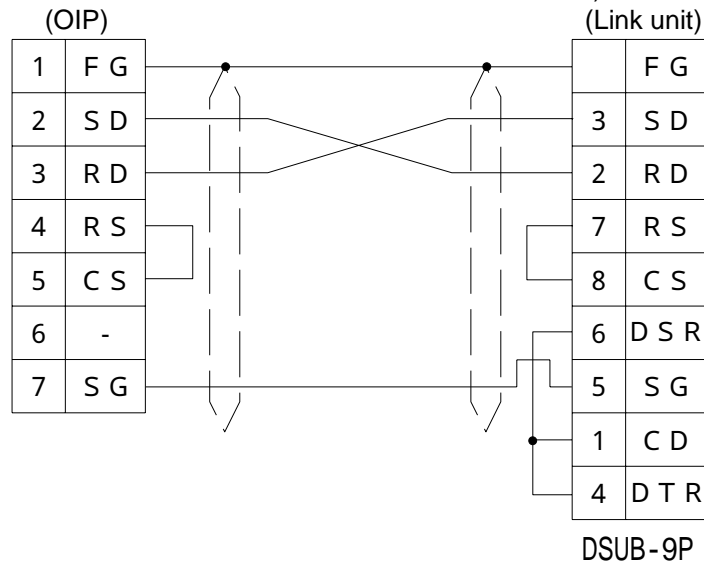 (OIP)
(Link unit)
1 F G
2 S D
3 R D
4 R S
5 C S
6 -
7 S G
F G
3 S D
2 R D
7 R S
8 C S
6 D S R
5 S G
1 C D
4 D T R
DSUB-9P